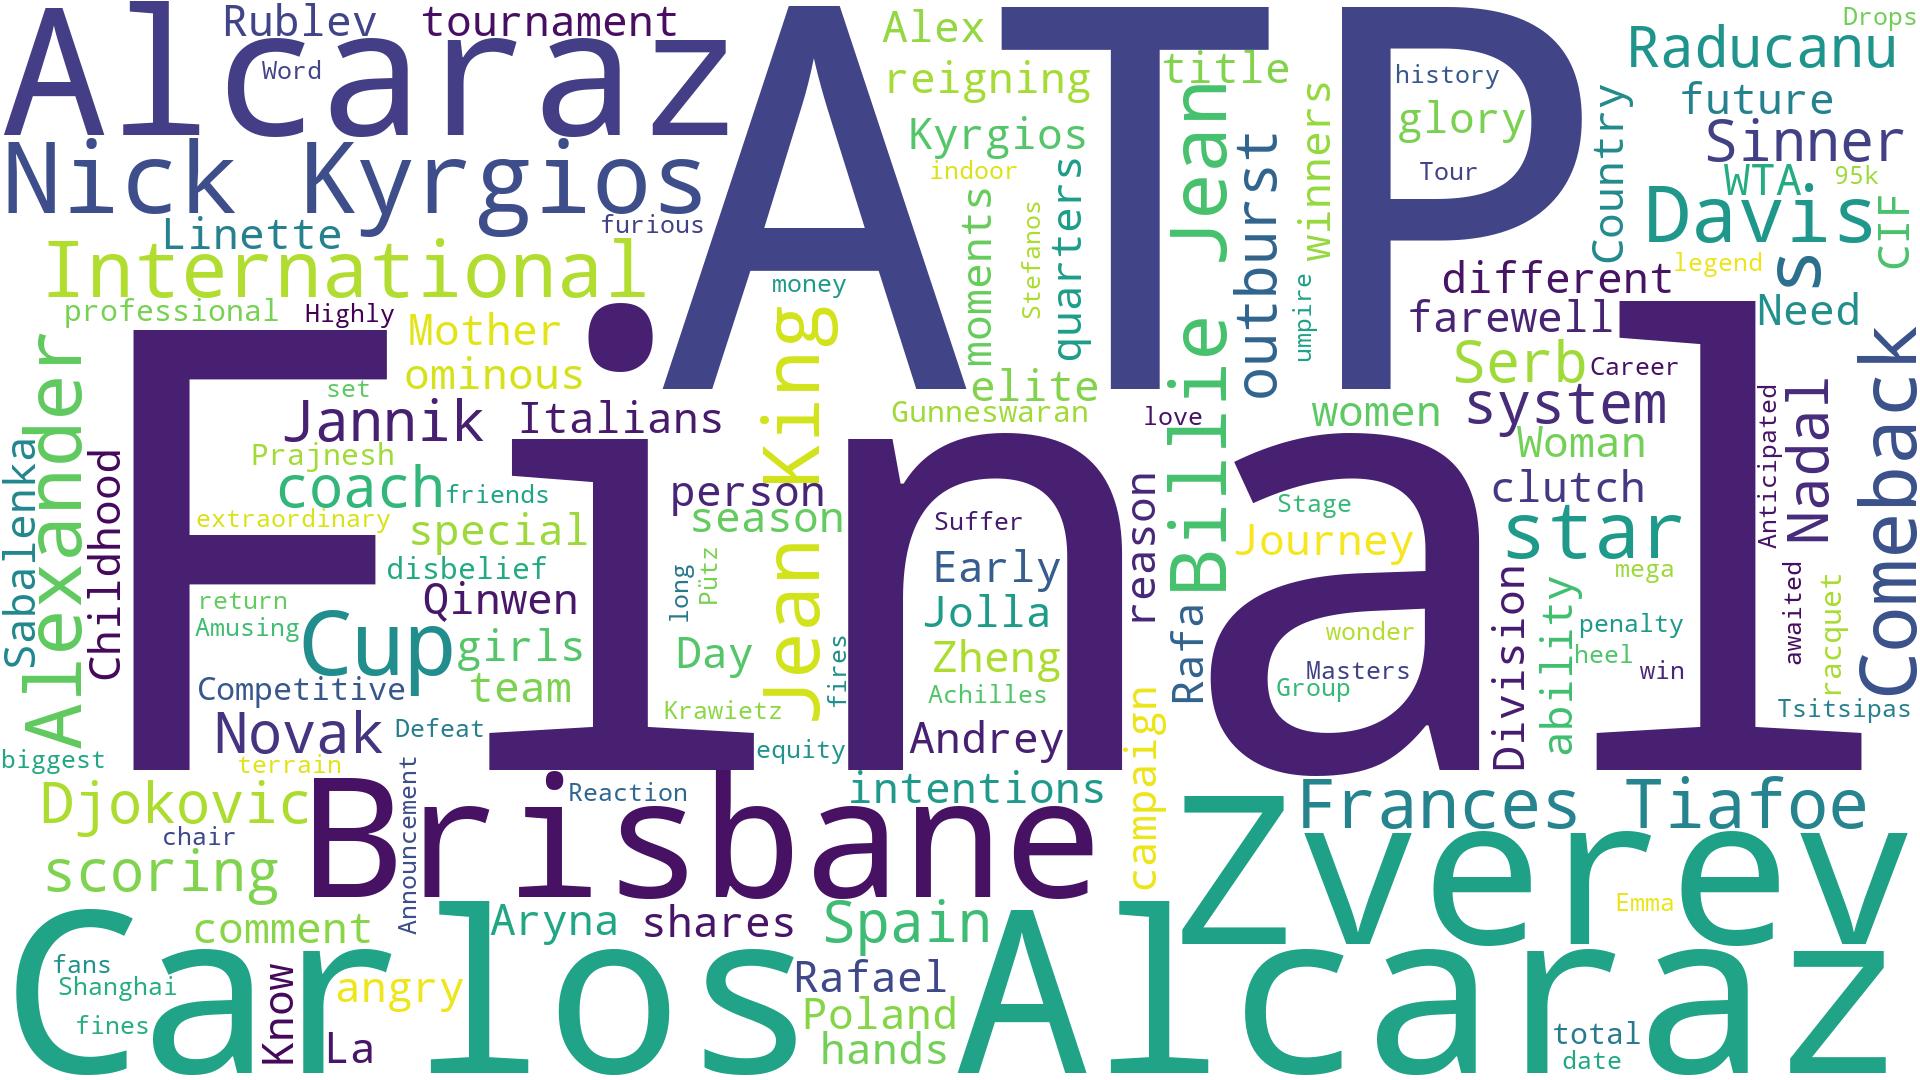 Alcaraz
Rublev
tournament
Word
ATP
Alex
reigning
title
history
glory
Tour
Drops
Raducanu
future
Sinner
WTA
95k
Davis
CIF
Country
Nick Kyrgios
Kyrgios
indoor
Linette
furious
International
professional
Highly
moments
Stefanos
quarters
Billie Jean
outburst
winners
umpire
legend
s
different
farewell
Need
money
Mother
ominous
elite
Serb
Career
set
Jannik
Italians
Jean King
Gunneswaran
love
women
system
Woman
Final
Alexander
Sabalenka
Childhood
Prajnesh
coach
friends
extraordinary
special
disbelief
person
season
Suffer
Early
Jolla
Zheng
Achilles
Andrey
reason
Stage
Journey
clutch
star
Anticipated
Nadal
Comeback
mega
return
Amusing
Cup
Qinwen
girls
team
long
Pütz
Day
fires
Rafa
wonder
Masters
Group
Division
ability
penalty
heel
win
awaited
racquet
Tsitsipas
Competitive
Novak
Defeat
Krawietz
equity
campaign
biggest
terrain
Djokovic
chair
scoring
Announcement
Brisbane
Reaction
intentions
Frances Tiafoe
Zverev
Emma
comment
Aryna
shares
Spain
Carlos Alcaraz
fans
Shanghai
fines
Know
La
angry
Rafael
Poland
hands
total
date